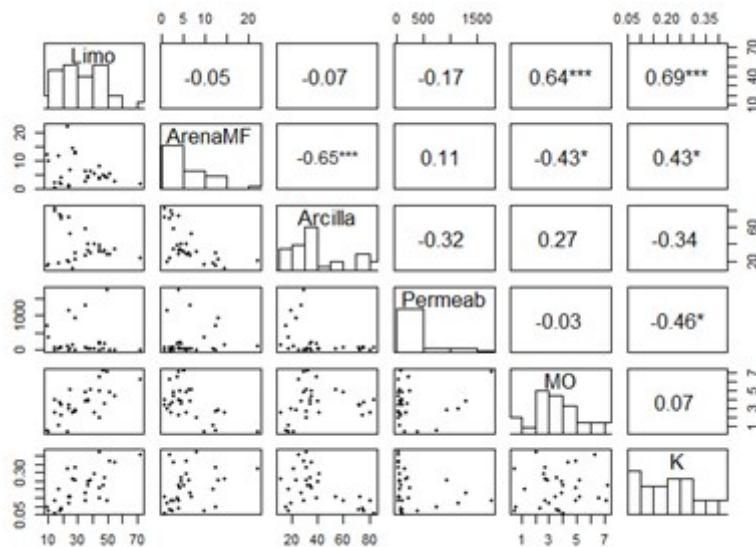 0 5 10 20
0 500 1500
0.05 0.20 0.35
Limo
-0.05
-0.07
-0.17
0.64***
0.69***
10 30 50 70
0 10 20
ArenaMF
-0.65***
0.11
-0.43*
0.43*
Arcilla
-0.32
0.27
-0.34
20 60
0 1000
Permeab
-0.03
-0.46*
MO
0.07
1 3 5 7
0.05 0.30
K
10 30 50 70
20 40 60 80
1 3 5 7